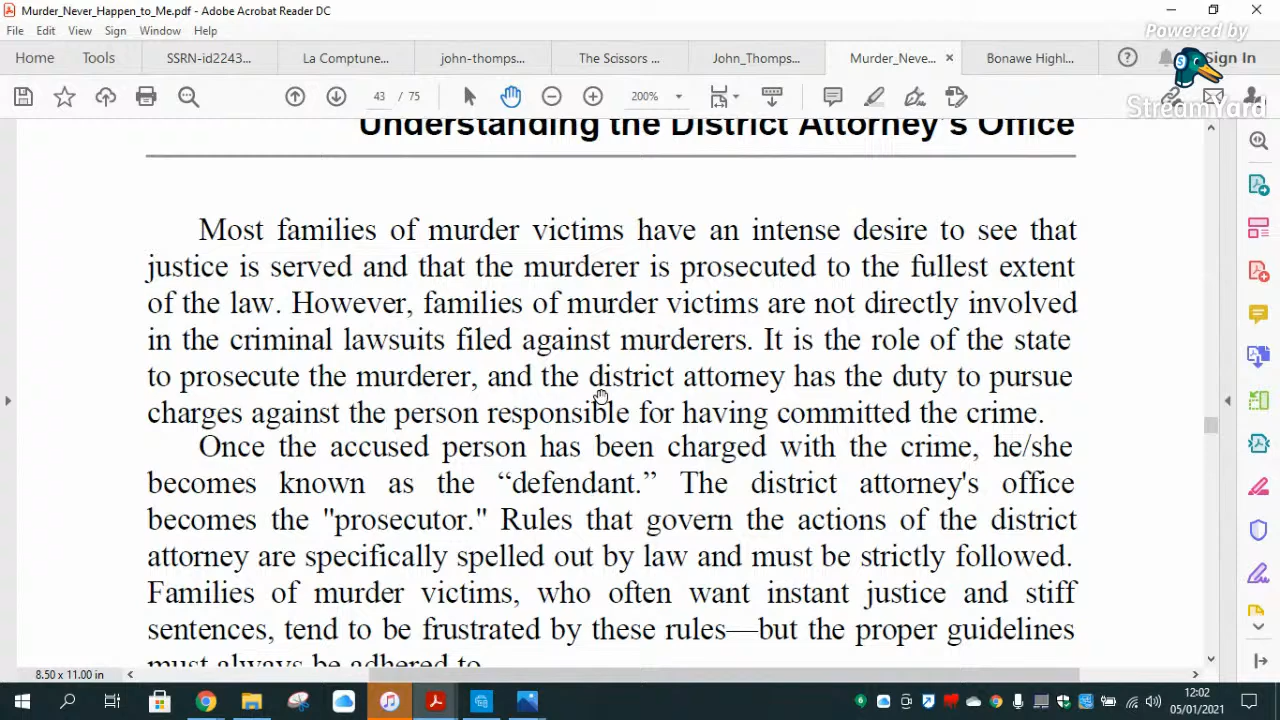 Murder_Never_Happen_to_Me.pdf - Adobe Acrobat Reader DC
File Edit View Sign Window Help
Powered by
Home Tools SSRN-id2243... La Comptune... john-thomps... The Scissors ... John_Thomps... Murder_Neve... × Bonawe Highl... Sign In
StreamYard
43 / 75 200%
Understanding the District Attorney's Office
Most families of murder victims have an intense desire to see that
justice is served and that the murderer is prosecuted to the fullest extent
of the law. However, families of murder victims are not directly involved
in the criminal lawsuits filed against murderers. It is the role of the state
to prosecute the murderer, and the district attorney has the duty to pursue
charges against the person responsible for having committed the crime.
Once the accused person has been charged with the crime, he/she
becomes known as the “defendant.” The district attorney's office
becomes the "prosecutor." Rules that govern the actions of the district
attorney are specifically spelled out by law and must be strictly followed.
Families of murder victims, who often want instant justice and stiff
sentences, tend to be frustrated by these rules—but the proper guidelines
must always be adhered to.
8.50 x 11.00 in
12:02
05/01/2021